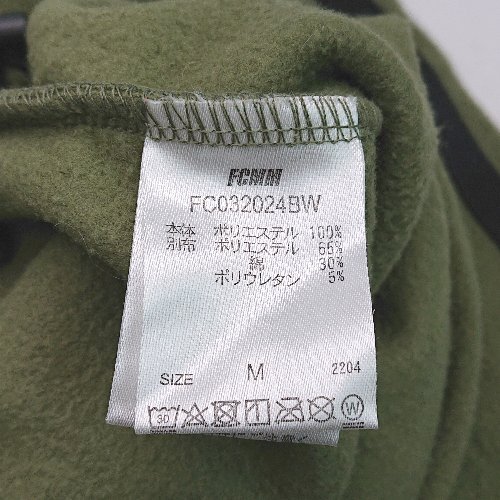 FCMM
FC032024BW
本体 ポリエステル 100%
別布 ポリエステル 65%
綿 30%
ポリウレタン 5%
SIZE M 2204
30 W